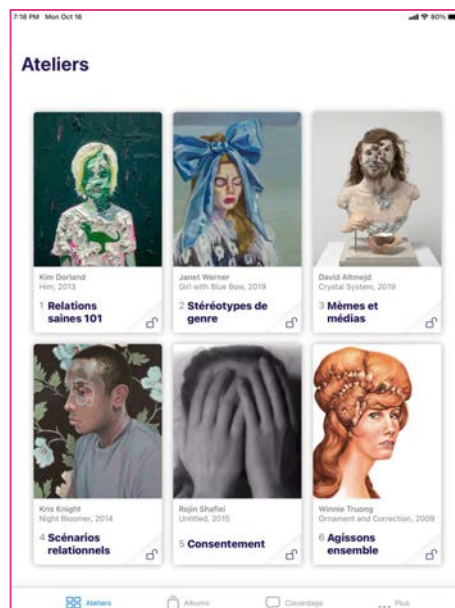 7:18 PM Mon Oct 16
80%
Ateliers
Kim Dorland
Him, 2013
1 Relations
saines 101
Janet Werner
Girl with Blue Bow, 2019
2 Stéréotypes de
genre
David Altmejd
Crystal System, 2019
3 Mèmes et
médias
Kris Knight
Night Bloomer, 2014
4 Scénarios
relationnels
Rojin Shafiei
Untitled, 2015
5 Consentement
Winnie Truong
Ornament and Correction, 2009
6 Agissons
ensemble
Ateliers
Albums
Clavardage
Plus